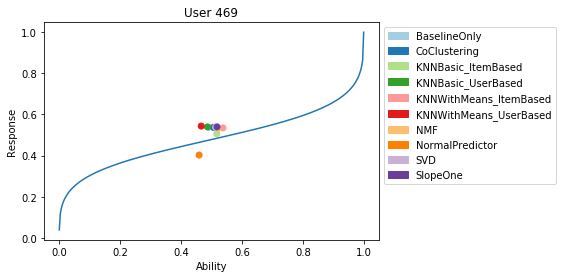 User 469
1.0
0.8
0.6
0.4
0.2
0.0
Response
0.0 0.2 0.4 0.6 0.8 1.0
Ability
BaselineOnly
CoClustering
KNNBasic_ItemBased
KNNBasic_UserBased
KNNWithMeans_ItemBased
KNNWithMeans_UserBased
NMF
NormalPredictor
SVD
SlopeOne